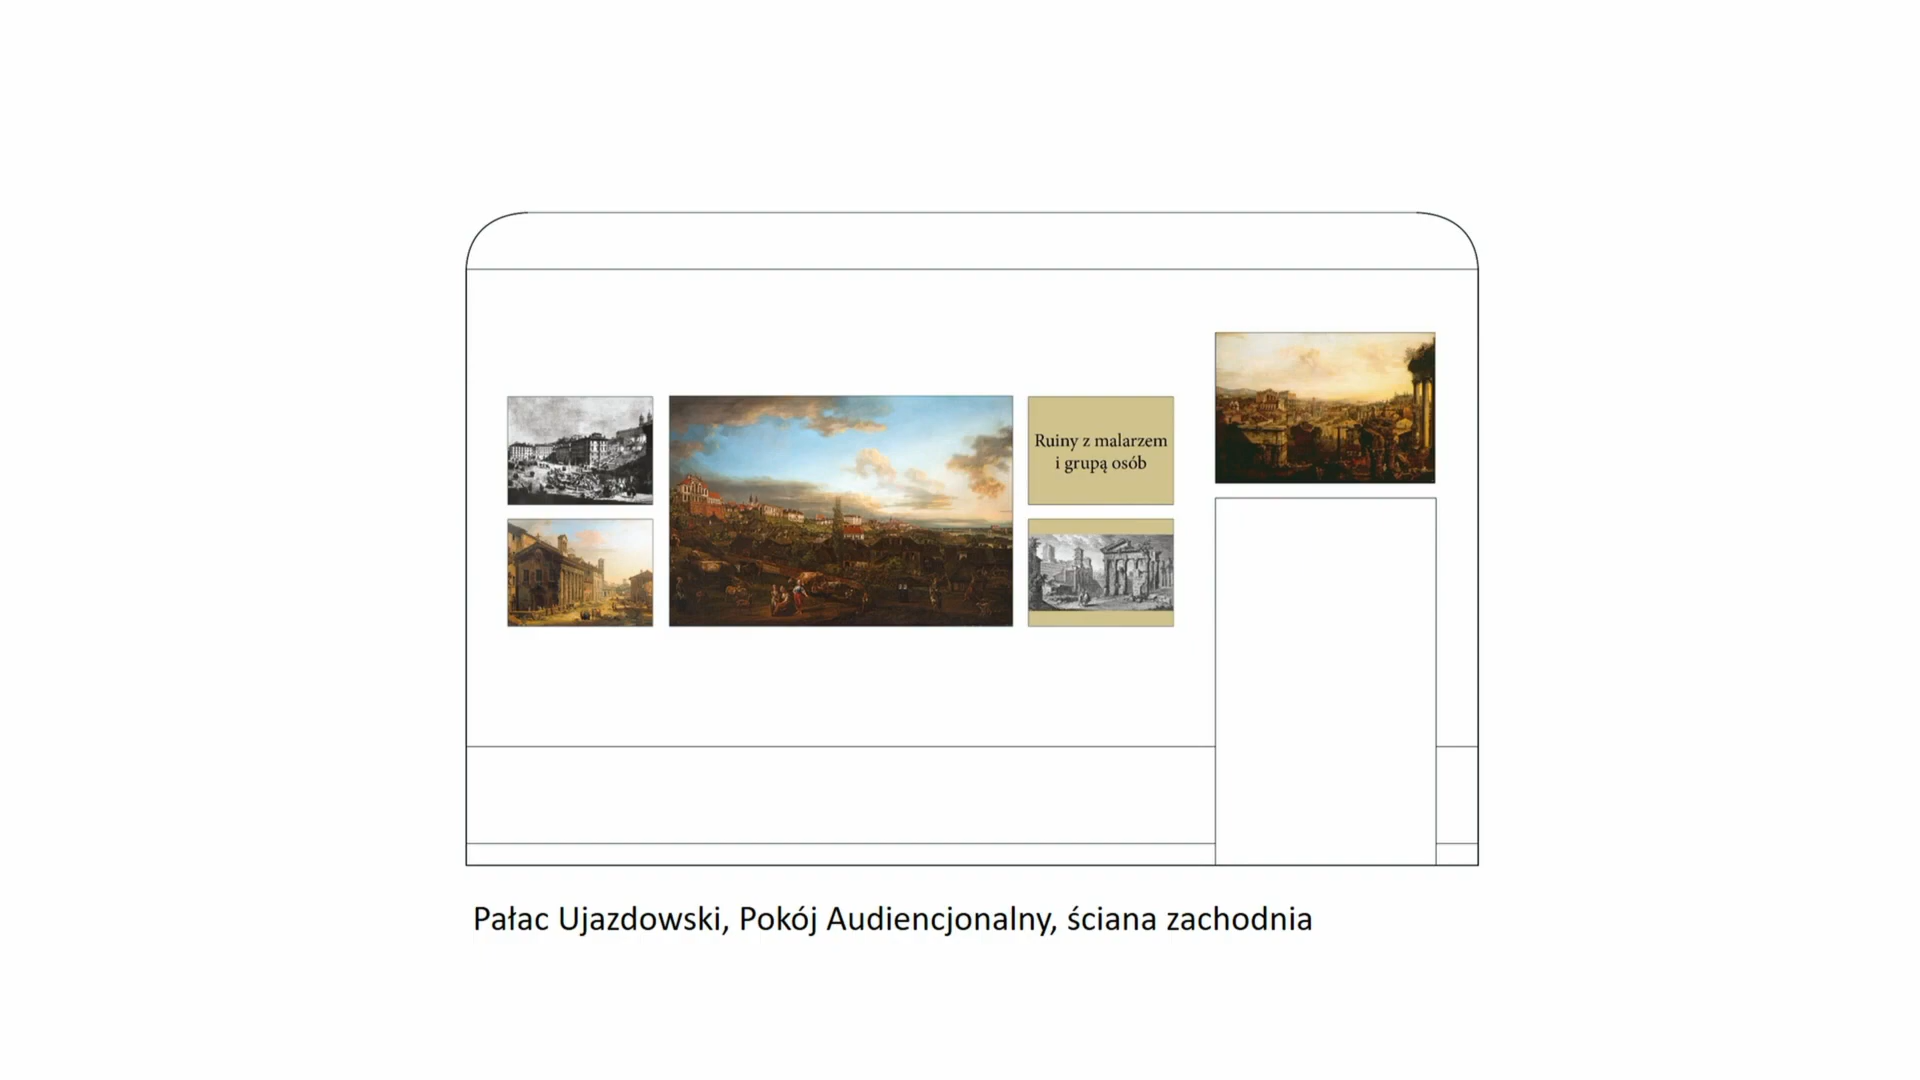 Ruiny z malarzem
i grupą osób
Pałac Ujazdowski, Pokój Audiencjonalny, ściana zachodnia